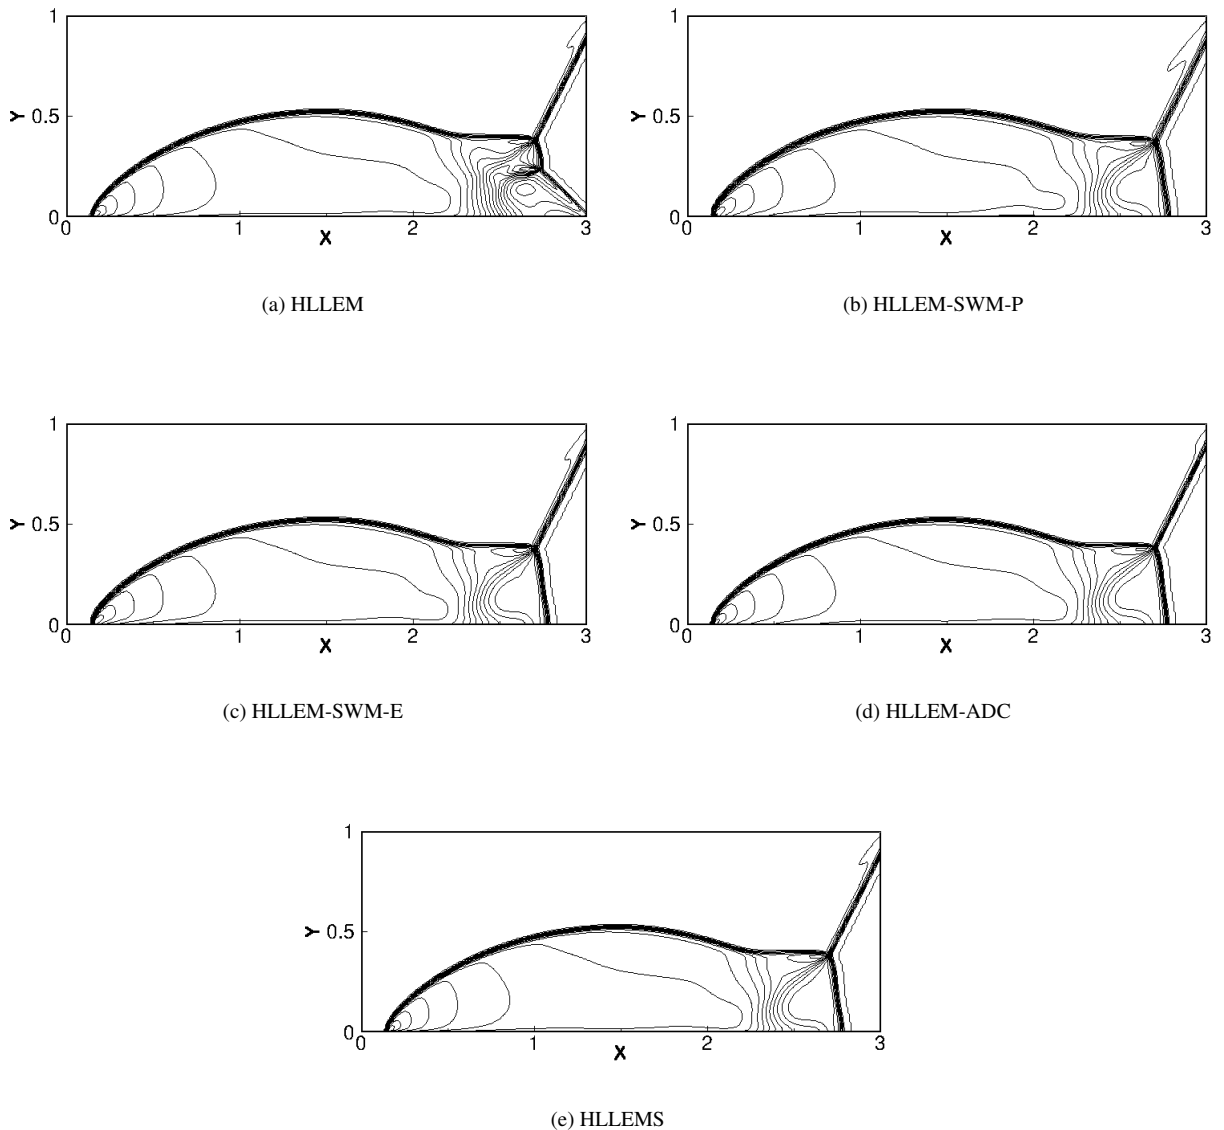 1
1
Y 0.5
Y 0.5
0
0
0 1 2 3
0 1 2 3
X
X
(a) HLLEM
(b) HLLEM-SWM-P
1
1
Y 0.5
Y 0.5
0
0
0 1 2 3
0 1 2 3
X
X
(c) HLLEM-SWM-E
(d) HLLEM-ADC
1
Y 0.5
0
0 1 2 3
X
(e) HLLEMS